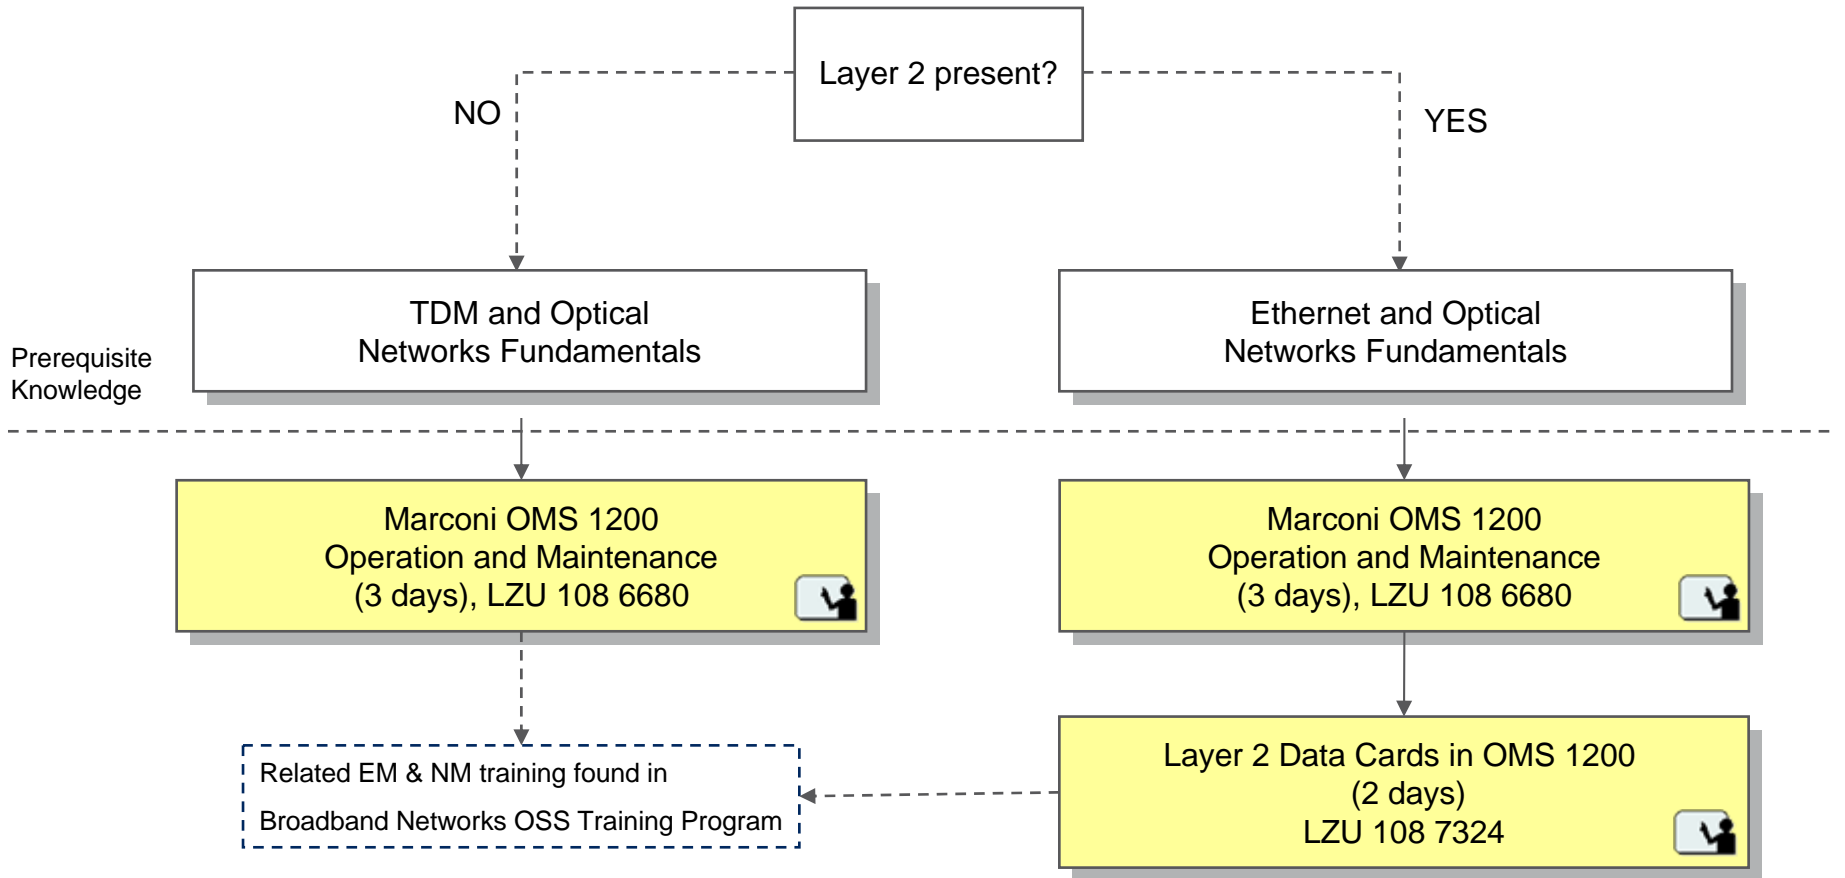 Layer 2 present?
NO
YES
TDM and Optical
Networks Fundamentals
Ethernet and Optical
Networks Fundamentals
Prerequisite
Knowledge
Marconi OMS 1200
Operation and Maintenance
(3 days), LZU 108 6680
Marconi OMS 1200
Operation and Maintenance
(3 days), LZU 108 6680
Related EM & NM training found in
Broadband Networks OSS Training Program
Layer 2 Data Cards in OMS 1200
(2 days)
LZU 108 7324